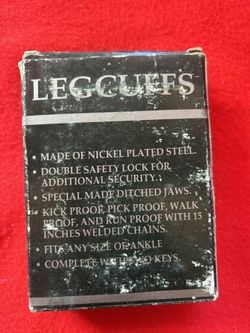 LEGCUFFS
• MADE OF NICKEL PLATED STEEL.
• DOUBLE SAFETY LOCK FOR
ADDITIONAL SECURITY.
• SPECIAL MADE DITCHED JAWS.
• KICK PROOF, PICK PROOF, WALK
PROOF, AND RUN PROOF WITH 15
INCHES WELDED CHAINS.
• FITS ANY SIZE OF ANKLE
• COMPLETE WITH TWO KEYS.